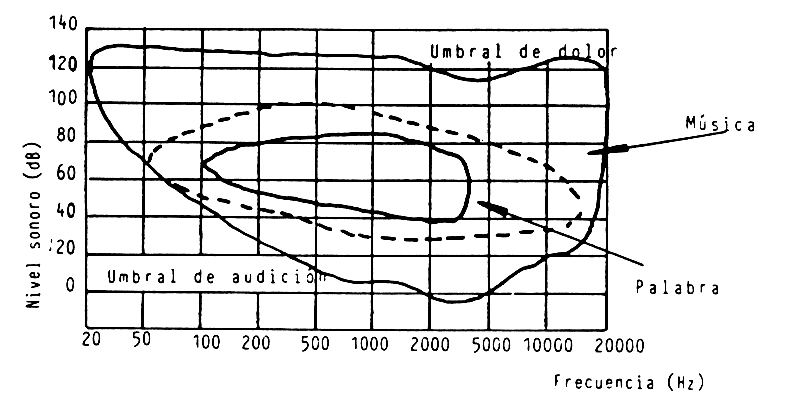 140
120
100
80
60
40
20
0
Nivel sonoro (dB)
Umbral de dolor
Música
Palabra
Umbral de audición
20 50 100 200 500 1000 2000 5000 10000 20000
Frecuencia (Hz)